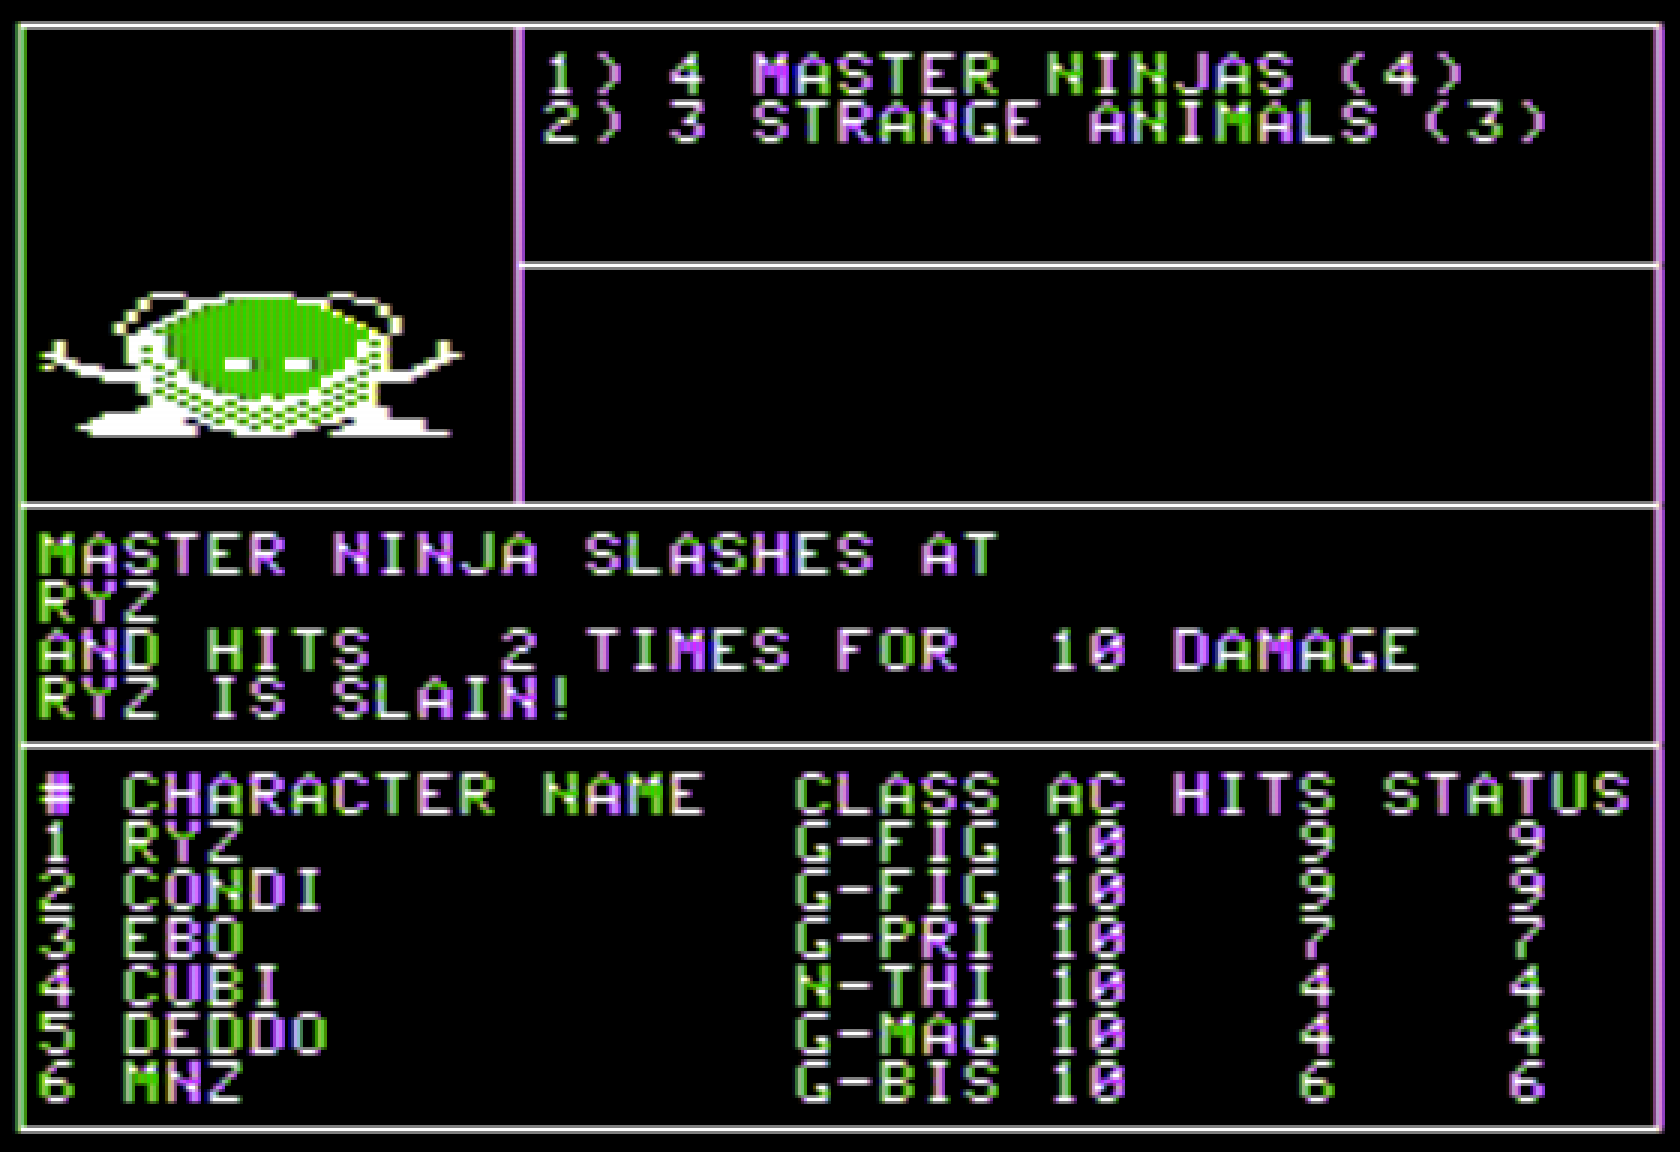 1) 4 MASTER NINJAS (4)
2) 3 STRANGE ANIMALS (3)
MASTER NINJA SLASHES AT
RYZ
AND HITS 2 TIMES FOR 10 DAMAGE
RYZ IS SLAIN!
# CHARACTER NAME CLASS AC HITS STATUS
1 RYZ G-FIG 10 9 9
2 CONDI G-FIG 10 9 9
3 EBO G-PRI 10 7 7
4 CUBI N-THI 10 4 4
5 DEDDO G-MAG 10 4 4
6 MNZ G-BIS 10 6 6